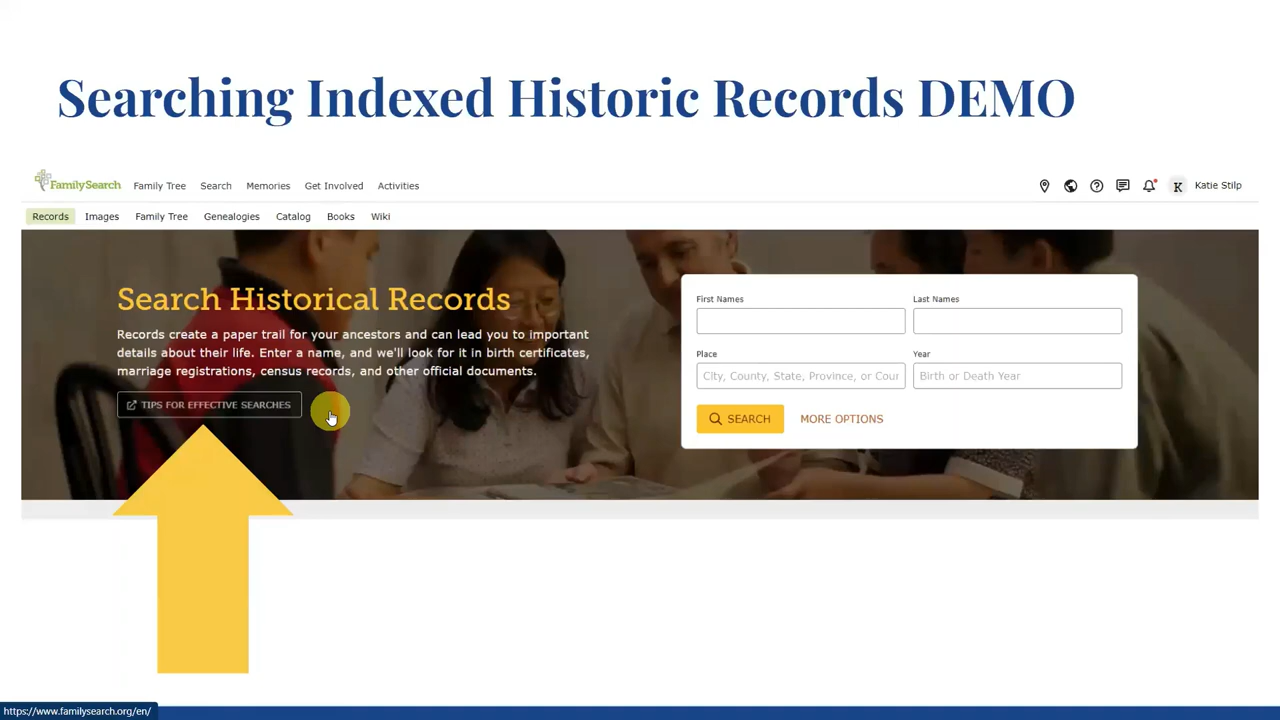 Searching Indexed Historic Records DEMO
FamilySearch Family Tree Search Memories Get Involved Activities K Katie Stilp
Records Images Family Tree Genealogies Catalog Books Wiki
Search Historical Records
Records create a paper trail for your ancestors and can lead you to important
details about their life. Enter a name, and we'll look for it in birth certificates,
marriage registrations, census records, and other official documents.
TIPS FOR EFFECTIVE SEARCHES
First Names Last Names
Place Year
City, County, State, Province, or Cour Birth or Death Year
SEARCH MORE OPTIONS
https://www.familysearch.org/en/